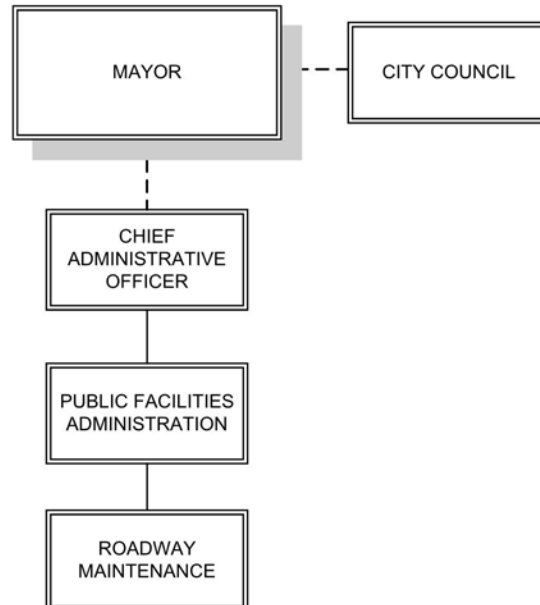 MAYOR
CITY COUNCIL
CHIEF
ADMINISTRATIVE
OFFICER
PUBLIC FACILITIES
ADMINISTRATION
ROADWAY
MAINTENANCE